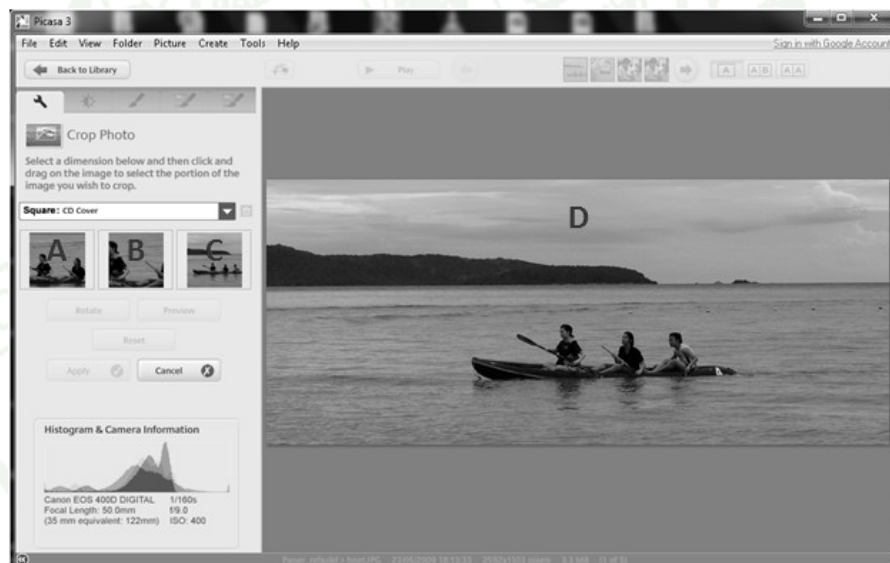 Picasa 3
File Edit View Folder Picture Create Tools Help
Sign in with Google Account
Back to Library
Play
A
A B
A A
Crop Photo
Select a dimension below and then click and
drag on the image to select the portion of the
image you wish to crop.
Square: CD Cover
A B C
D
Rotate Preview
Reset
Apply Cancel
Histogram & Camera Information
Canon EOS 400D DIGITAL 1/160s
Focal Length: 50.0mm f/9.0
(35 mm equivalent: 122mm) ISO: 400